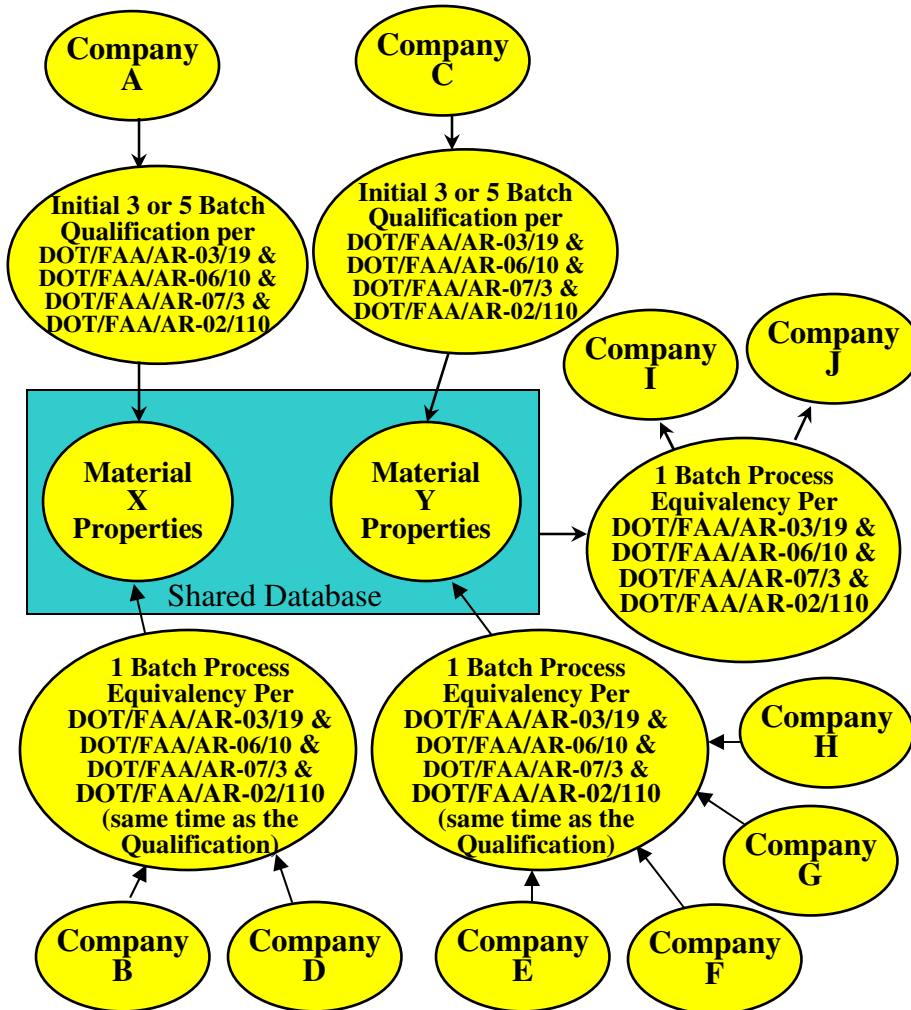 Company
A
Company
C
Initial 3 or 5 Batch
Qualification per
DOT/FAA/AR-03/19 &
DOT/FAA/AR-06/10 &
DOT/FAA/AR-07/3 &
DOT/FAA/AR-02/110
Initial 3 or 5 Batch
Qualification per
DOT/FAA/AR-03/19 &
DOT/FAA/AR-06/10 &
DOT/FAA/AR-07/3 &
DOT/FAA/AR-02/110
Company
I
Company
J
Material
X
Properties
Material
Y
Properties
Shared Database
1 Batch Process
Equivalency Per
DOT/FAA/AR-03/19 &
DOT/FAA/AR-06/10 &
DOT/FAA/AR-07/3 &
DOT/FAA/AR-02/110
1 Batch Process
Equivalency Per
DOT/FAA/AR-03/19 &
DOT/FAA/AR-06/10 &
DOT/FAA/AR-07/3 &
DOT/FAA/AR-02/110
(same time as the
Qualification)
1 Batch Process
Equivalency Per
DOT/FAA/AR-03/19 &
DOT/FAA/AR-06/10 &
DOT/FAA/AR-07/3 &
DOT/FAA/AR-02/110
(same time as the
Qualification)
Company
H
Company
G
Company
B
Company
D
Company
E
Company
F